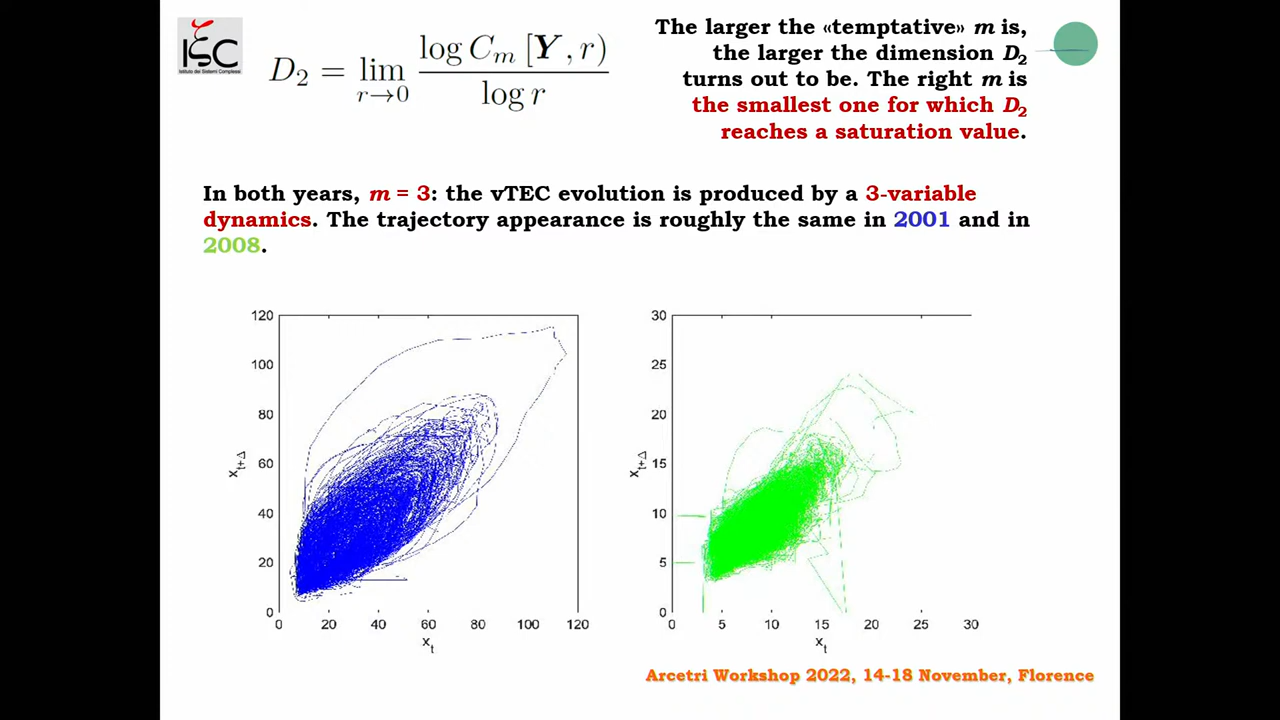 ISC
Istituto dei Sistemi Complessi
D₂ = lim r→0 log Cₘ [Y, r) / log r
The larger the «temptative» m is,
the larger the dimension D₂
turns out to be. The right m is
the smallest one for which D₂
reaches a saturation value.
In both years, m = 3: the vTEC evolution is produced by a 3-variable
dynamics. The trajectory appearance is roughly the same in 2001 and in
2008.
120
100
80
60
40
20
0
x_{t+Δ}
0 20 40 60 80 100 120
x_t
30
25
20
15
10
5
0
x_{t+Δ}
0 5 10 15 20 25 30
x_t
Arcetri Workshop 2022, 14-18 November, Florence